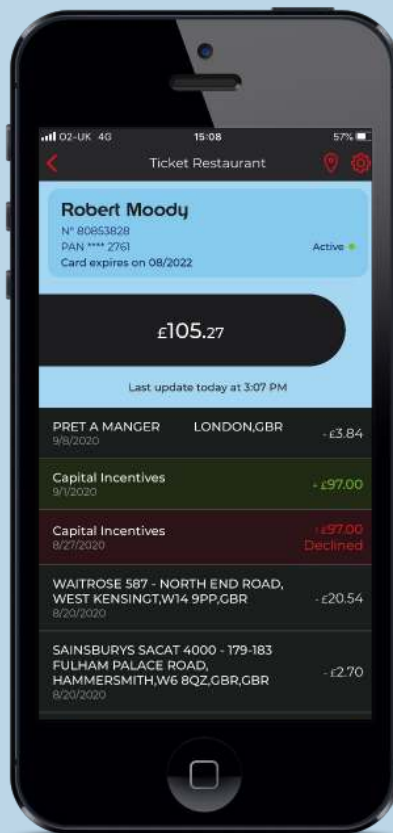 O2-UK 4G 15:08 57%
Ticket Restaurant
Robert Moody
N° 80853828
PAN **** 2761 Active
Card expires on 08/2022
£105.27
Last update today at 3:07 PM
PRET A MANGER LONDON,GBR - £3.84
9/8/2020
Capital Incentives + £97.00
9/1/2020
Capital Incentives +£97.00
8/27/2020 Declined
WAITROSE 587 - NORTH END ROAD,
WEST KENSINGT,W14 9PP,GBR - £20.54
8/20/2020
SAINSBURYS SACAT 4000 - 179-183
FULHAM PALACE ROAD, - £2.70
HAMMERSMITH,W6 8QZ,GBR,GBR
8/20/2020